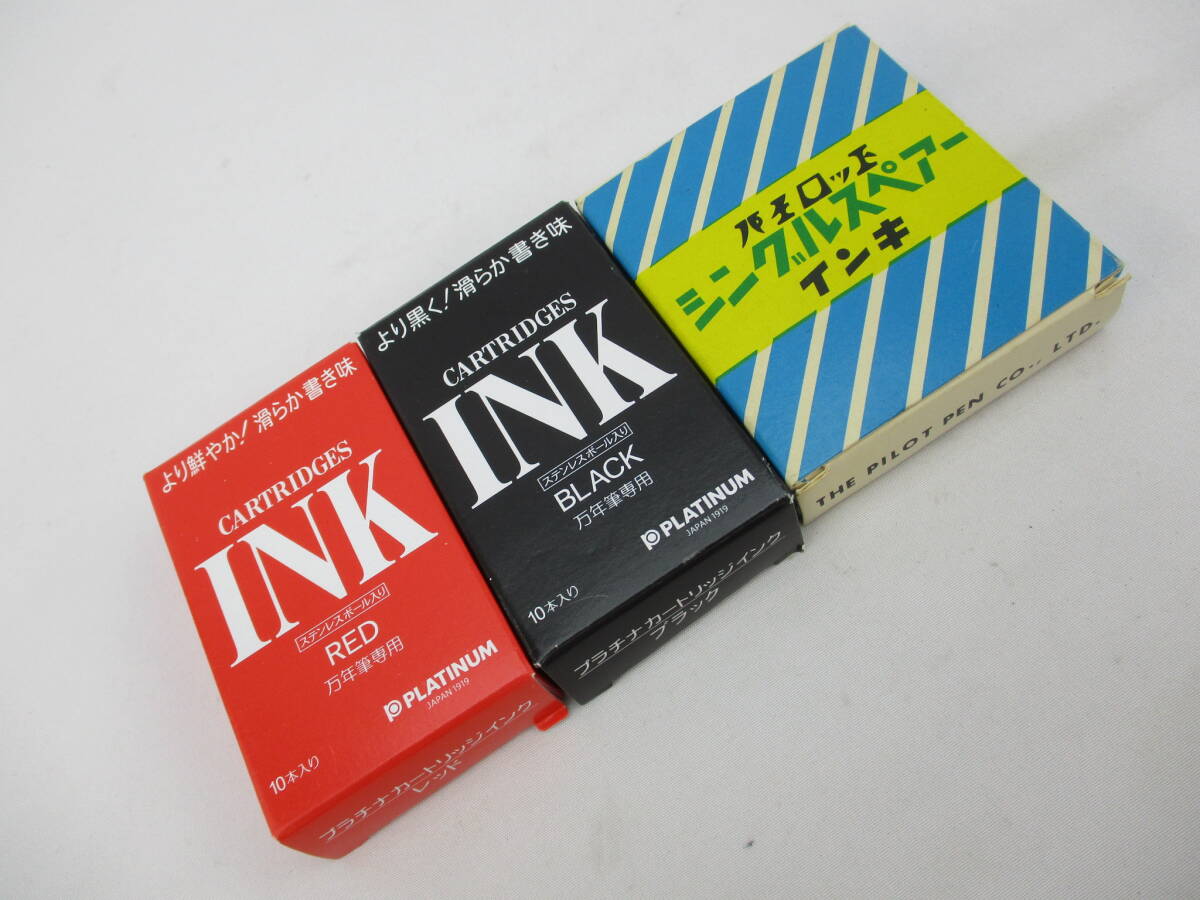 より鮮やか! 滑らか書き味
CARTRIDGES
INK
ステンレスボール入り
RED
万年筆専用
PLATINUM
JAPAN 1919
10本入り
プラチナカートリッジインク
レッド
より黒く! 滑らか書き味
CARTRIDGES
INK
ステンレスボール入り
BLACK
万年筆専用
PLATINUM
JAPAN 1919
10本入り
プラチナカートリッジインク
ブラック
パイロット
シングルスペアー
インキ
THE PILOT PEN CO., LTD.